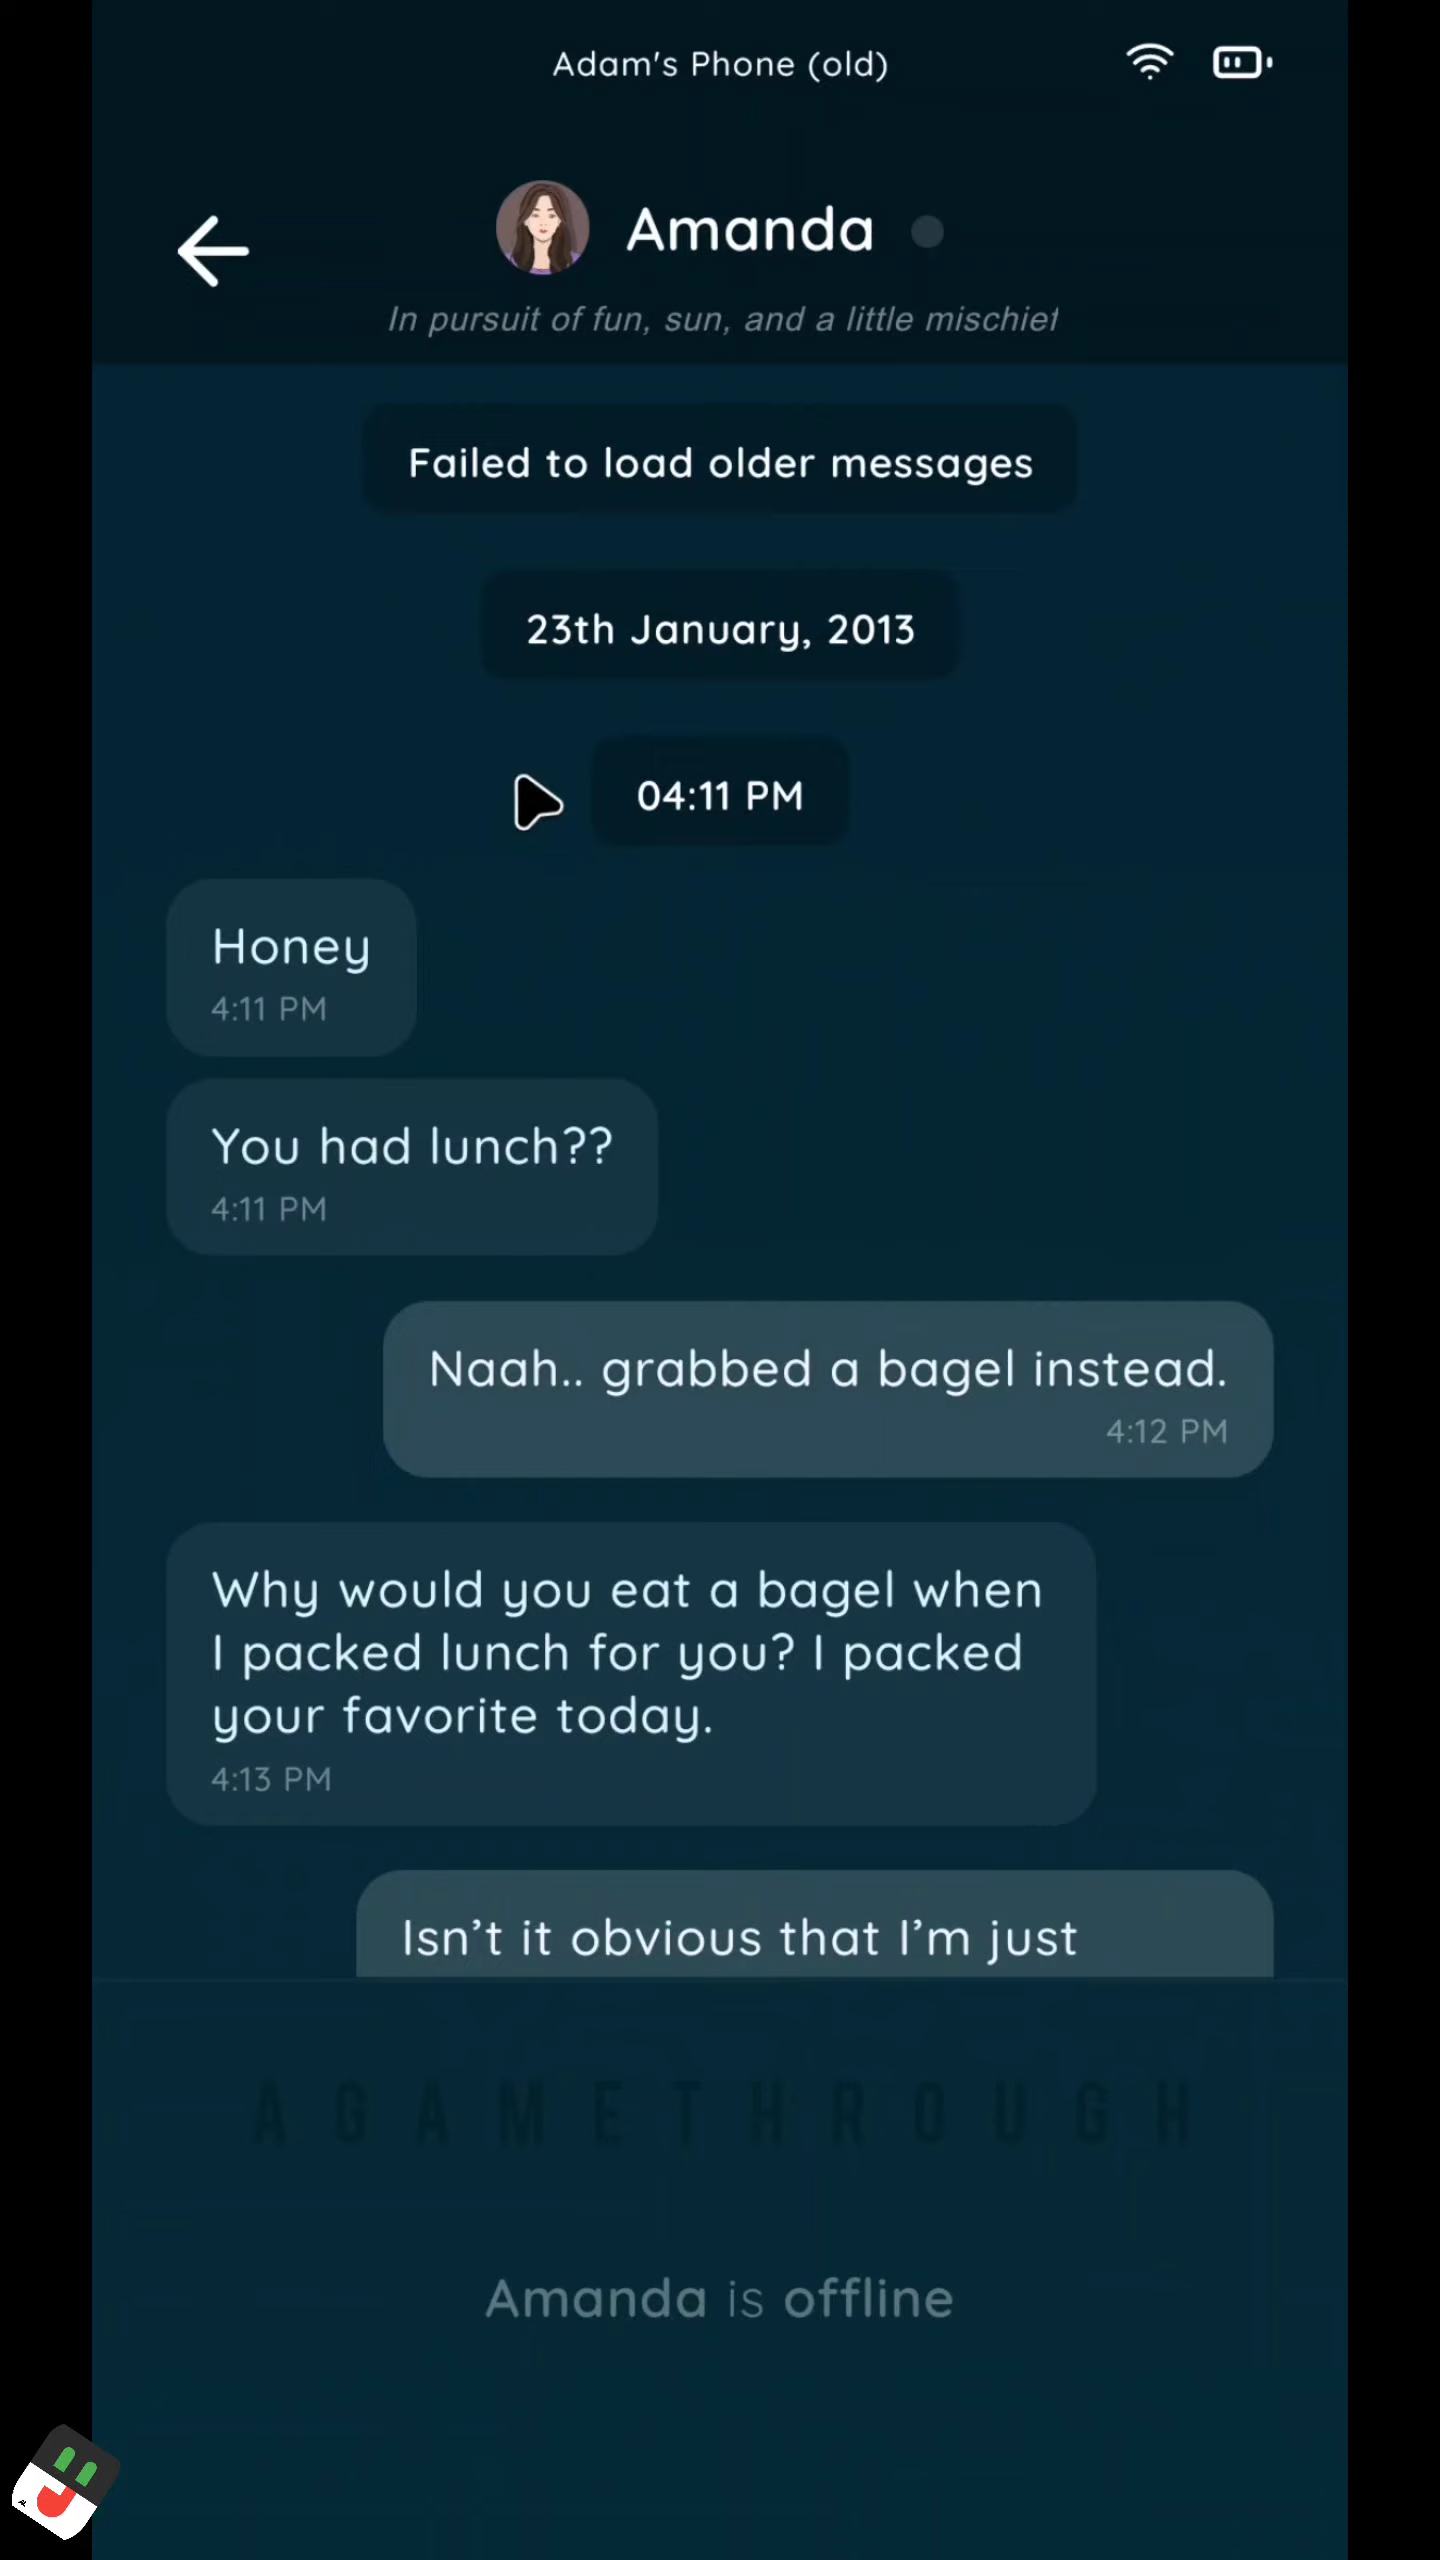 Adam's Phone (old)
Amanda
In pursuit of fun, sun, and a little mischief
Failed to load older messages
23th January, 2013
04:11 PM
Honey
4:11 PM
You had lunch??
4:11 PM
Naah.. grabbed a bagel instead.
4:12 PM
Why would you eat a bagel when
I packed lunch for you? I packed
your favorite today.
4:13 PM
Isn’t it obvious that I’m just
AGAMETHROUGH
Amanda is offline